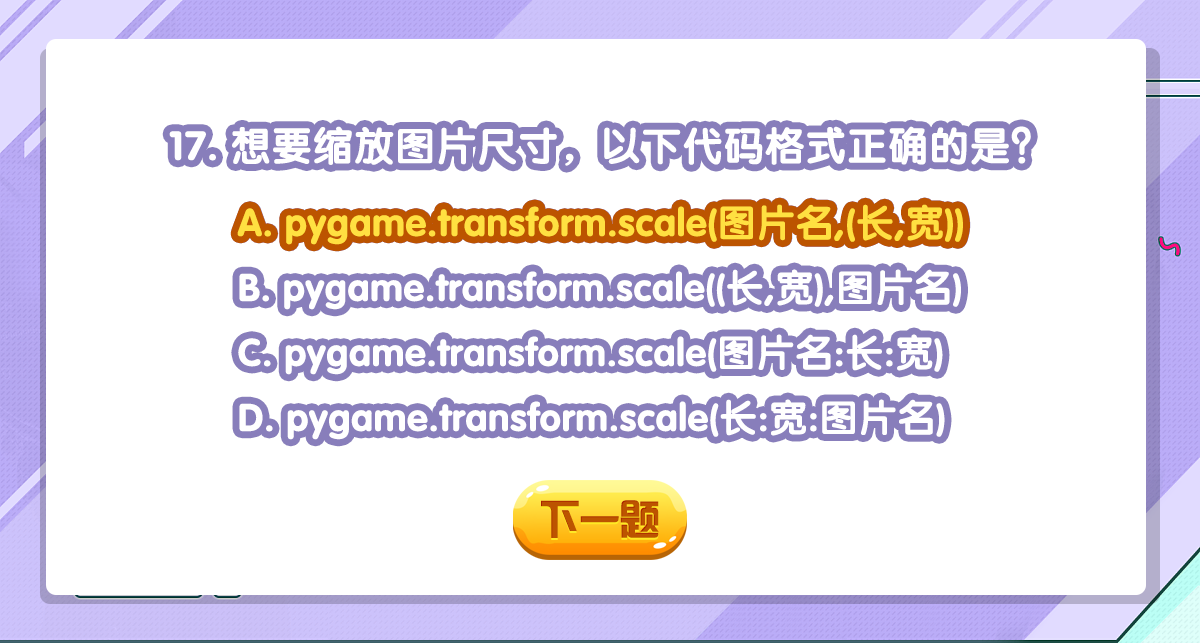 17. 想要缩放图片尺寸，以下代码格式正确的是？
A. pygame.transform.scale(图片名,(长,宽))
B. pygame.transform.scale((长,宽),图片名)
C. pygame.transform.scale(图片名:长:宽)
D. pygame.transform.scale(长:宽:图片名)
下一题